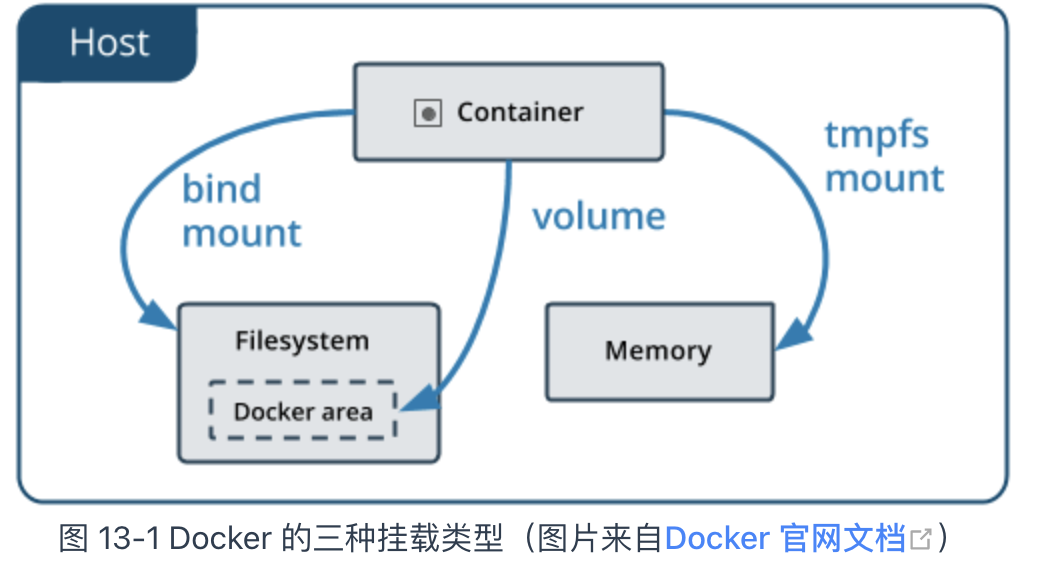 Host
Container
bind
mount
volume
tmpfs
mount
Filesystem
Docker area
Memory
图 13-1 Docker 的三种挂载类型（图片来自Docker 官网文档）